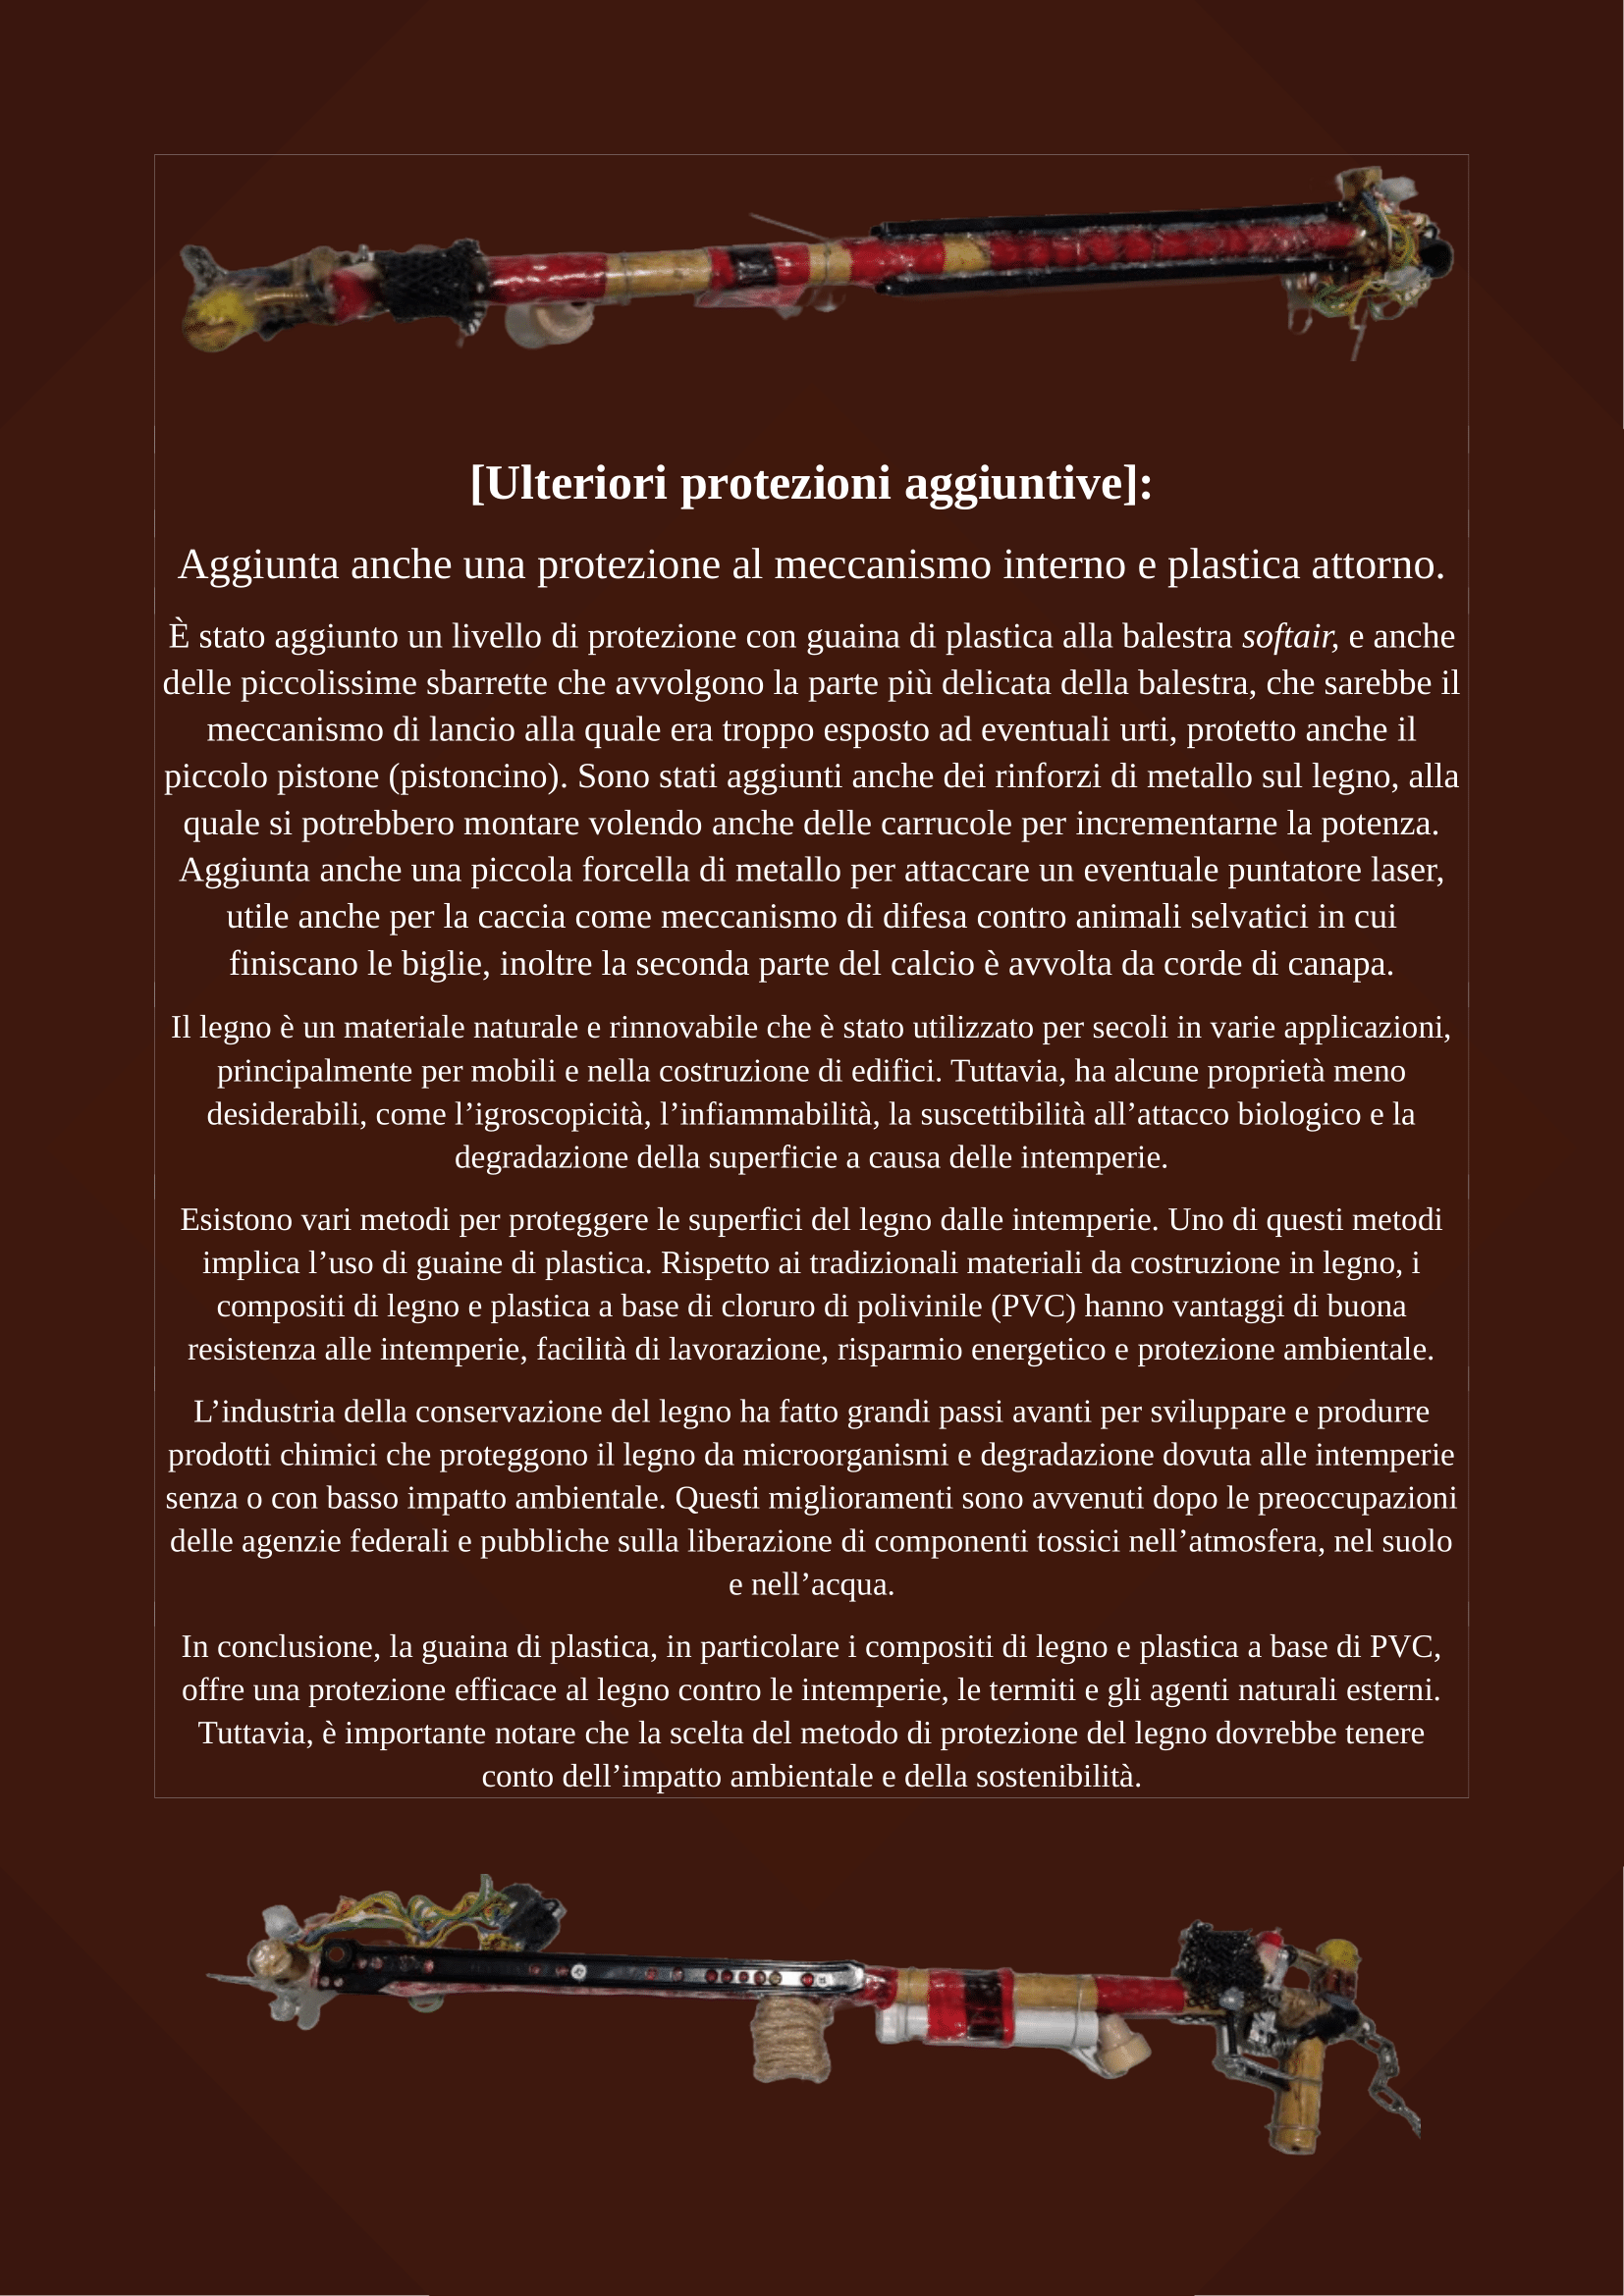 [Ulteriori protezioni aggiuntive]:
Aggiunta anche una protezione al meccanismo interno e plastica attorno.
È stato aggiunto un livello di protezione con guaina di plastica alla balestra softair, e anche
delle piccolissime sbarrette che avvolgono la parte più delicata della balestra, che sarebbe il
meccanismo di lancio alla quale era troppo esposto ad eventuali urti, protetto anche il
piccolo pistone (pistoncino). Sono stati aggiunti anche dei rinforzi di metallo sul legno, alla
quale si potrebbero montare volendo anche delle carrucole per incrementarne la potenza.
Aggiunta anche una piccola forcella di metallo per attaccare un eventuale puntatore laser,
utile anche per la caccia come meccanismo di difesa contro animali selvatici in cui
finiscano le biglie, inoltre la seconda parte del calcio è avvolta da corde di canapa.
Il legno è un materiale naturale e rinnovabile che è stato utilizzato per secoli in varie applicazioni,
principalmente per mobili e nella costruzione di edifici. Tuttavia, ha alcune proprietà meno
desiderabili, come l’igroscopicità, l’infiammabilità, la suscettibilità all’attacco biologico e la
degradazione della superficie a causa delle intemperie.
Esistono vari metodi per proteggere le superfici del legno dalle intemperie. Uno di questi metodi
implica l’uso di guaine di plastica. Rispetto ai tradizionali materiali da costruzione in legno, i
compositi di legno e plastica a base di cloruro di polivinile (PVC) hanno vantaggi di buona
resistenza alle intemperie, facilità di lavorazione, risparmio energetico e protezione ambientale.
L’industria della conservazione del legno ha fatto grandi passi avanti per sviluppare e produrre
prodotti chimici che proteggono il legno da microorganismi e degradazione dovuta alle intemperie
senza o con basso impatto ambientale. Questi miglioramenti sono avvenuti dopo le preoccupazioni
delle agenzie federali e pubbliche sulla liberazione di componenti tossici nell’atmosfera, nel suolo
e nell’acqua.
In conclusione, la guaina di plastica, in particolare i compositi di legno e plastica a base di PVC,
offre una protezione efficace al legno contro le intemperie, le termiti e gli agenti naturali esterni.
Tuttavia, è importante notare che la scelta del metodo di protezione del legno dovrebbe tenere
conto dell’impatto ambientale e della sostenibilità.